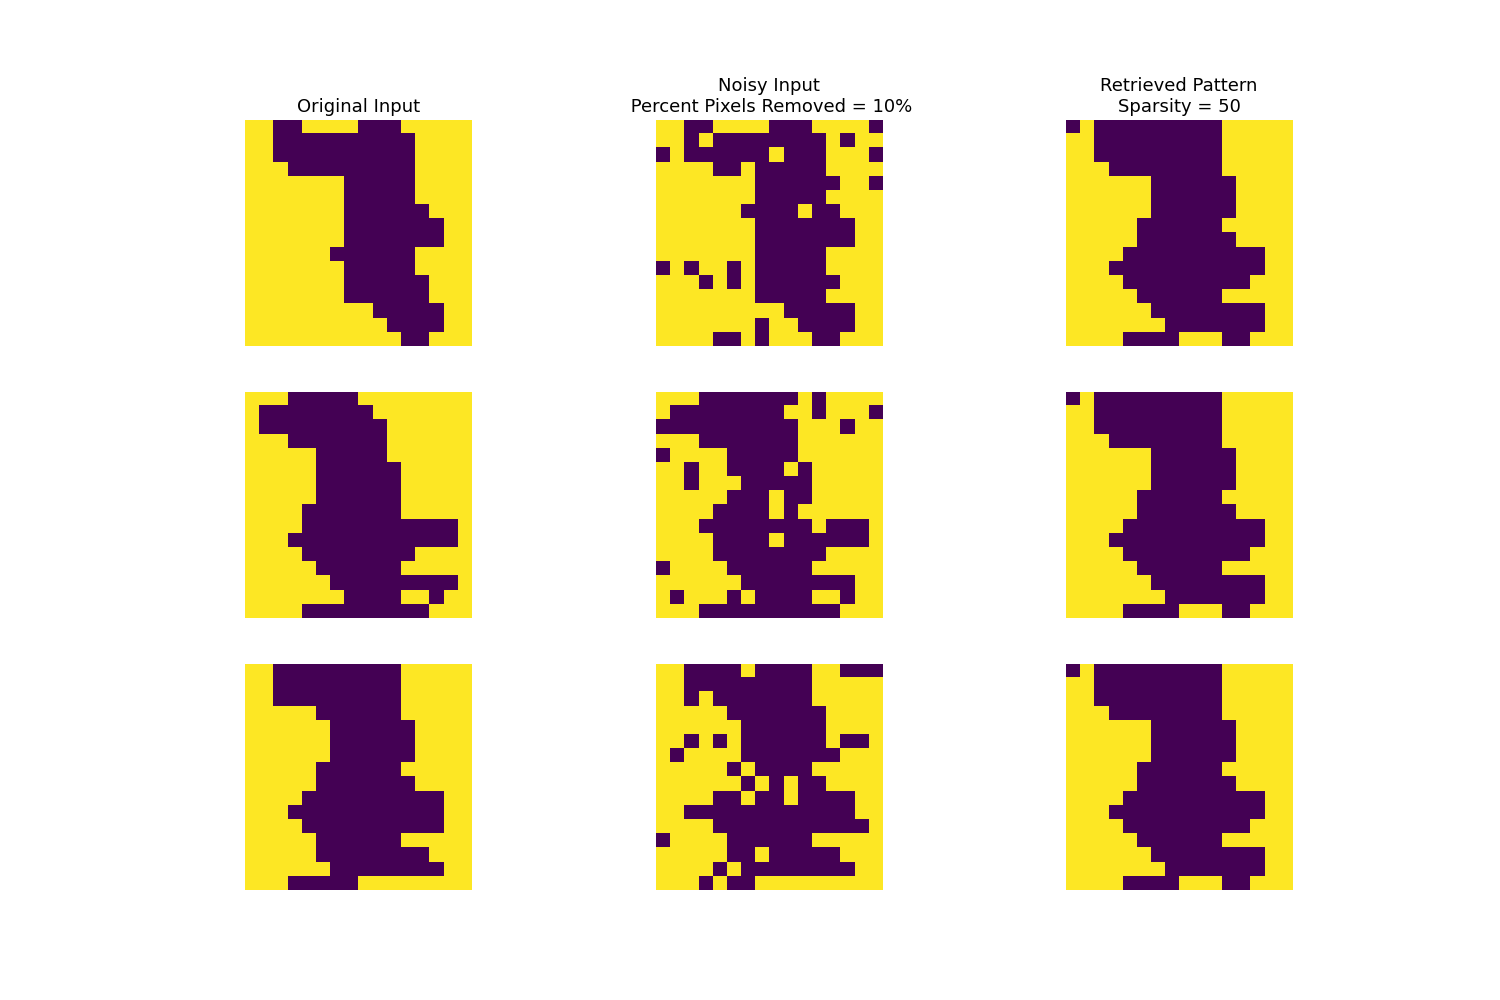 Original Input
Noisy Input
Percent Pixels Removed = 10%
Retrieved Pattern
Sparsity = 50